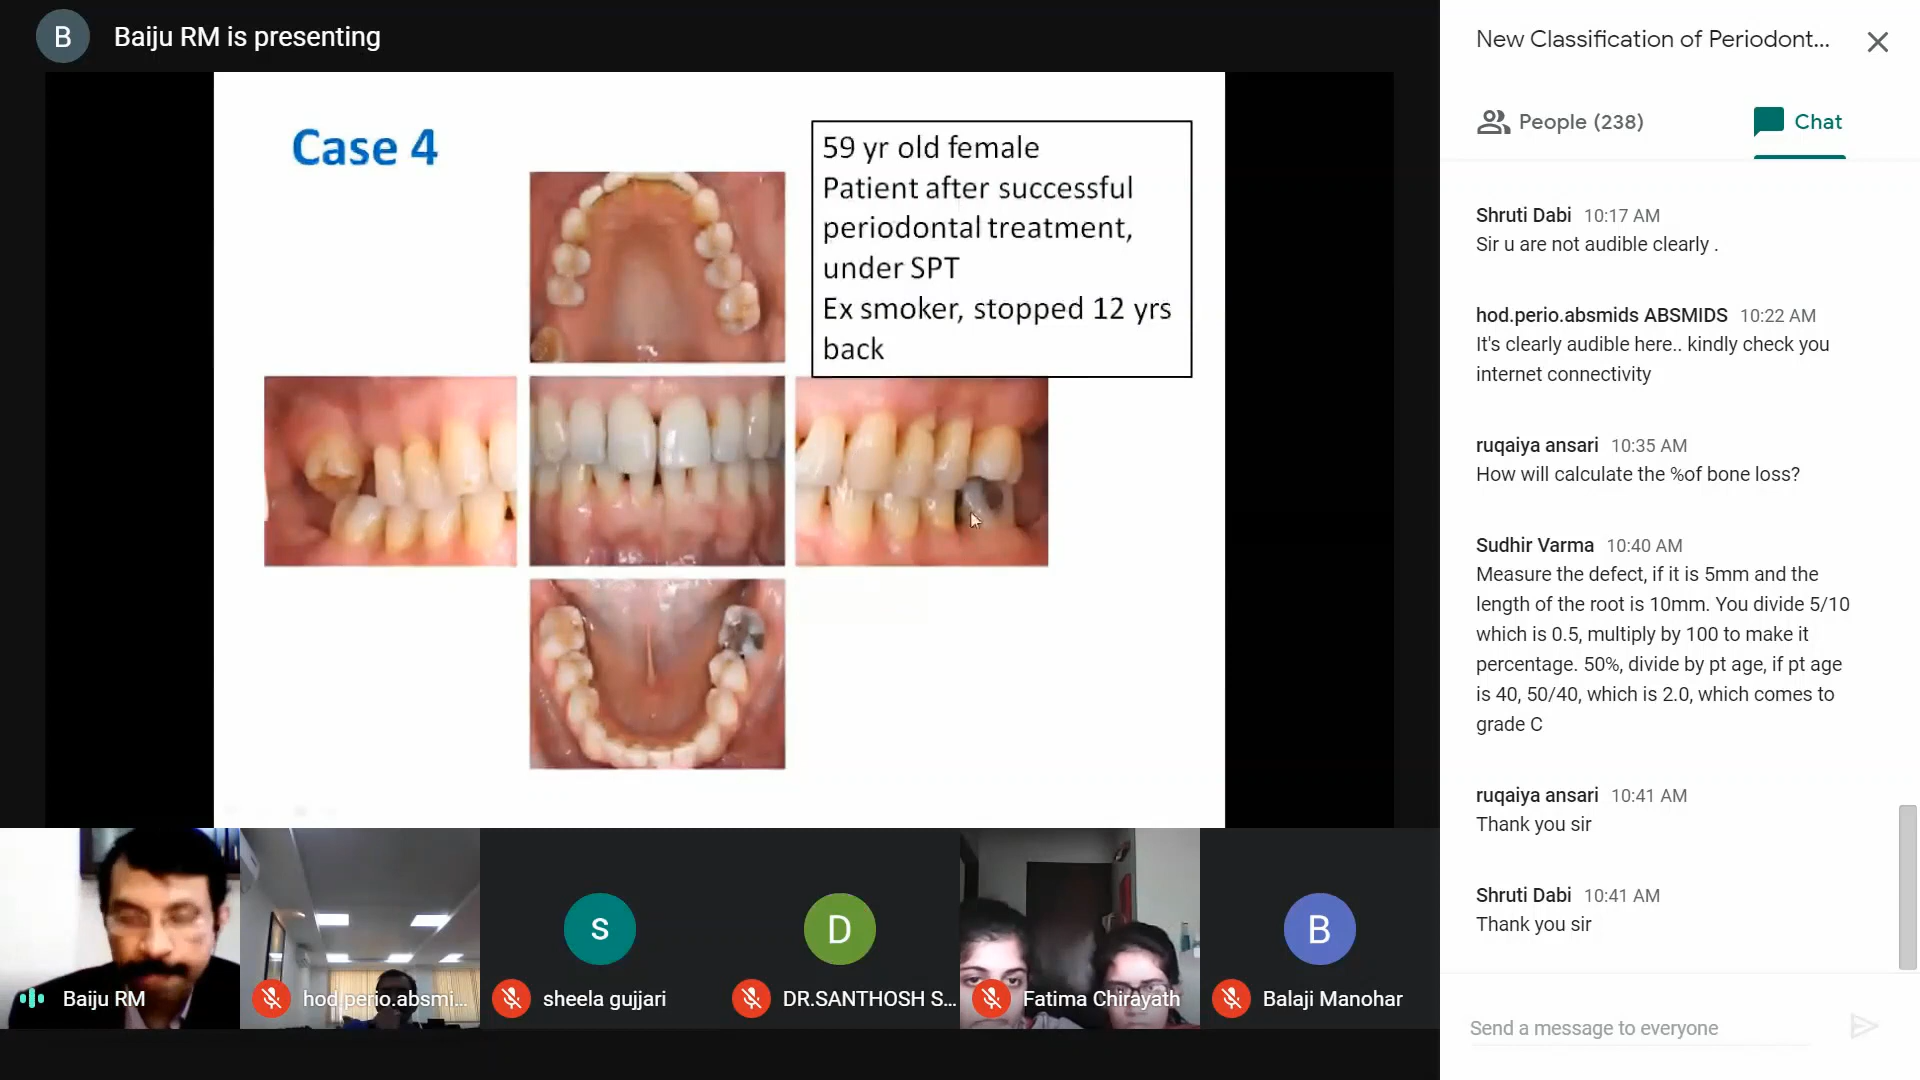 B
Baiju RM is presenting
Case 4
59 yr old female
Patient after successful
periodontal treatment,
under SPT
Ex smoker, stopped 12 yrs
back
Baiju RM
hod.perio.absmi...
s
sheela gujjari
D
DR.SANTHOSH S...
Fatima Chirayath
B
Balaji Manohar
New Classification of Periodont...
People (238)
Chat
Shruti Dabi 10:17 AM
Sir u are not audible clearly .
hod.perio.absmids ABSMIDS 10:22 AM
It's clearly audible here.. kindly check you
internet connectivity
ruqaiya ansari 10:35 AM
How will calculate the %of bone loss?
Sudhir Varma 10:40 AM
Measure the defect, if it is 5mm and the
length of the root is 10mm. You divide 5/10
which is 0.5, multiply by 100 to make it
percentage. 50%, divide by pt age, if pt age
is 40, 50/40, which is 2.0, which comes to
grade C
ruqaiya ansari 10:41 AM
Thank you sir
Shruti Dabi 10:41 AM
Thank you sir
Send a message to everyone